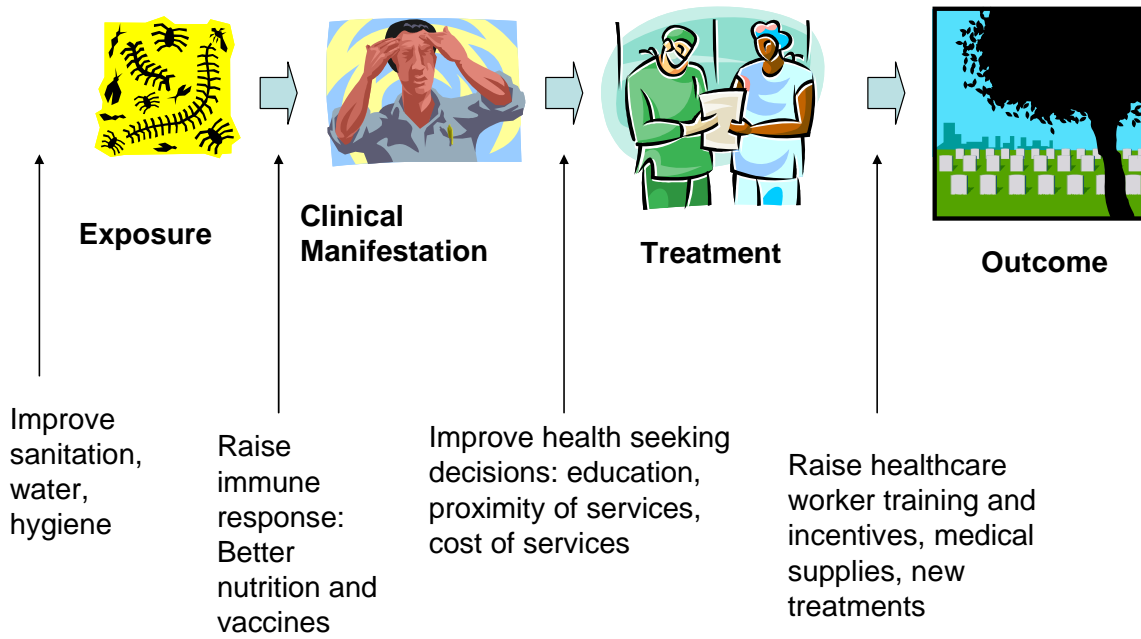 Exposure
Clinical
Manifestation
Treatment
Outcome
Improve
sanitation,
water,
hygiene
Raise
immune
response:
Better
nutrition and
vaccines
Improve health seeking
decisions: education,
proximity of services,
cost of services
Raise healthcare
worker training and
incentives, medical
supplies, new
treatments